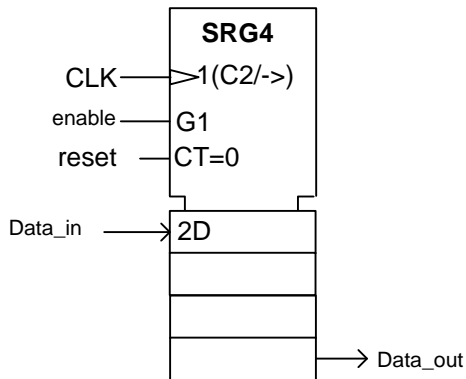 SRG4
CLK 1(C2/->)
enable G1
reset CT=0
Data_in 2D
Data_out